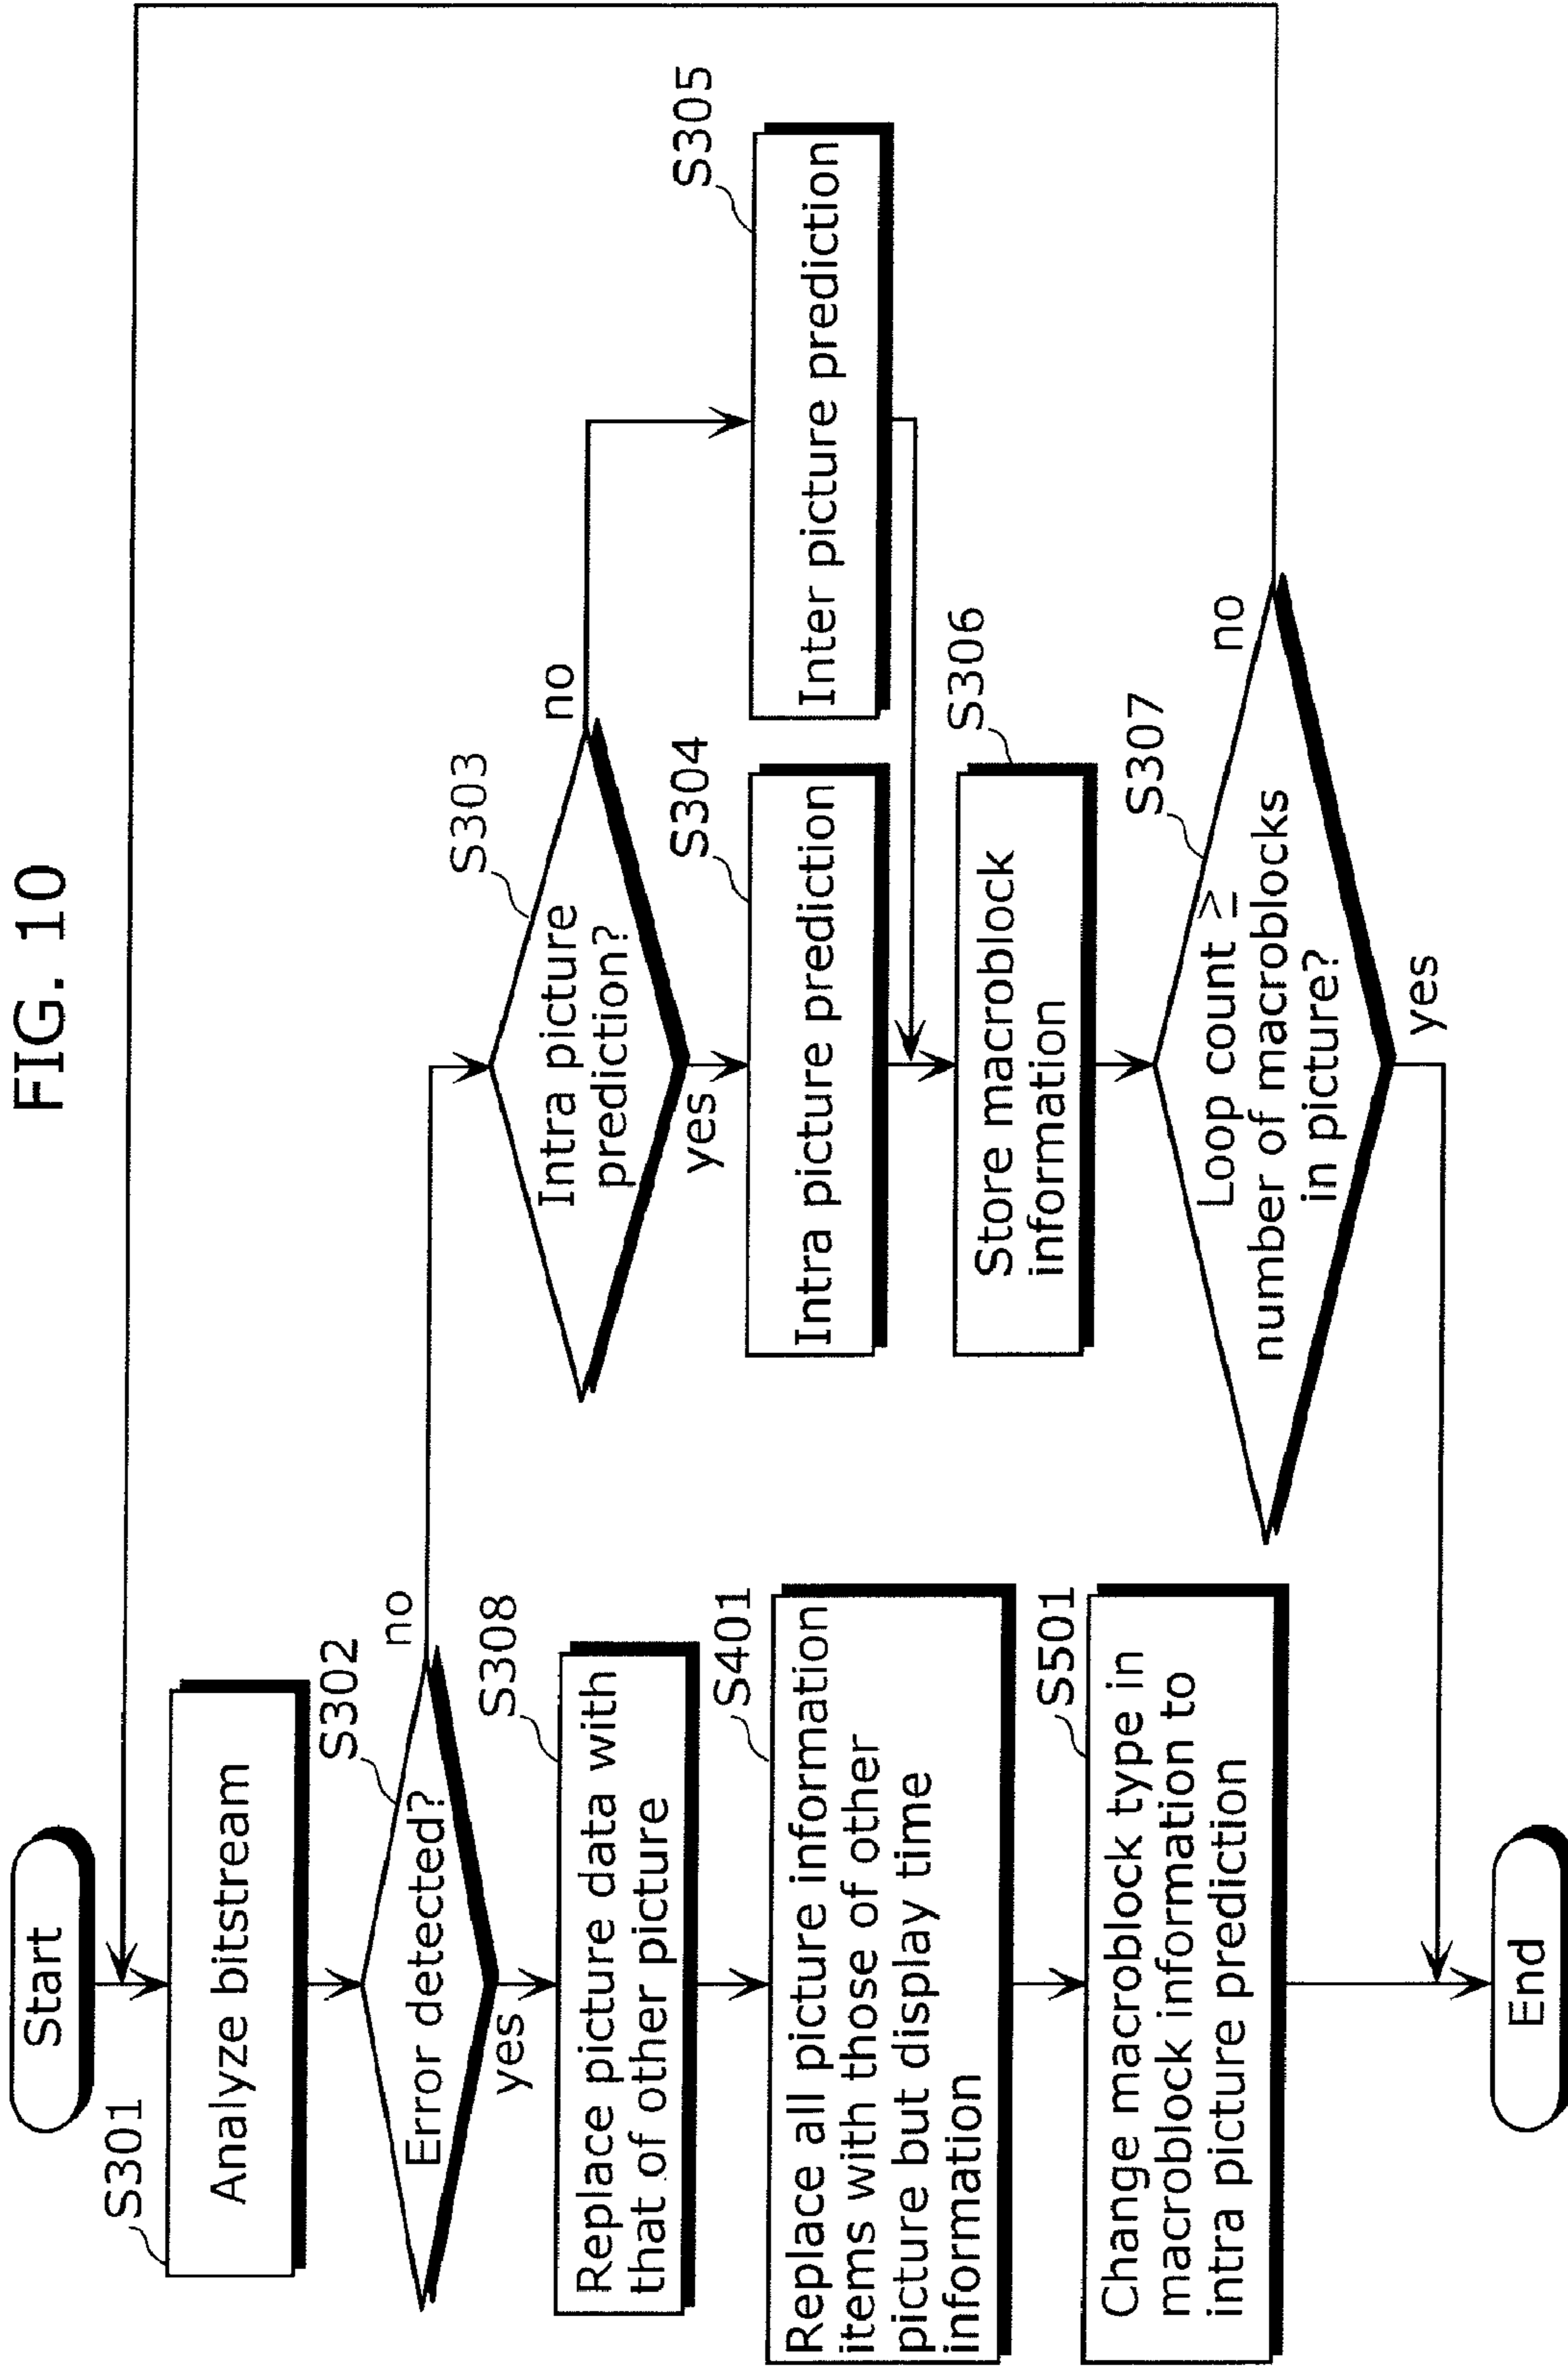 FIG. 10
Start
S301
Analyze bitstream
S302
Error detected?
no
yes
S308
Replace picture data with
that of other picture
S401
Replace all picture information
items with those of other
picture but display time
information
S501
Change macroblock type in
macroblock information to
intra picture prediction
S303
Intra picture
prediction?
no
yes
S304
Intra picture prediction
S305
Inter picture prediction
S306
Store macroblock
information
S307
Loop count ≥
number of macroblocks
in picture?
no
yes
End